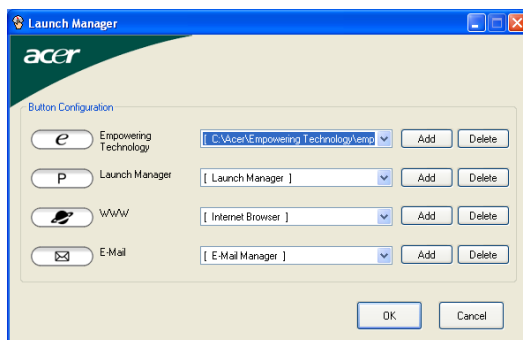 Launch Manager
acer
Button Configuration
e Empowering Technology [ C:\Acer\Empowering Technology\emp Add Delete
P Launch Manager [ Launch Manager ] Add Delete
WWW [ Internet Browser ] Add Delete
E-Mail [ E-Mail Manager ] Add Delete
OK Cancel